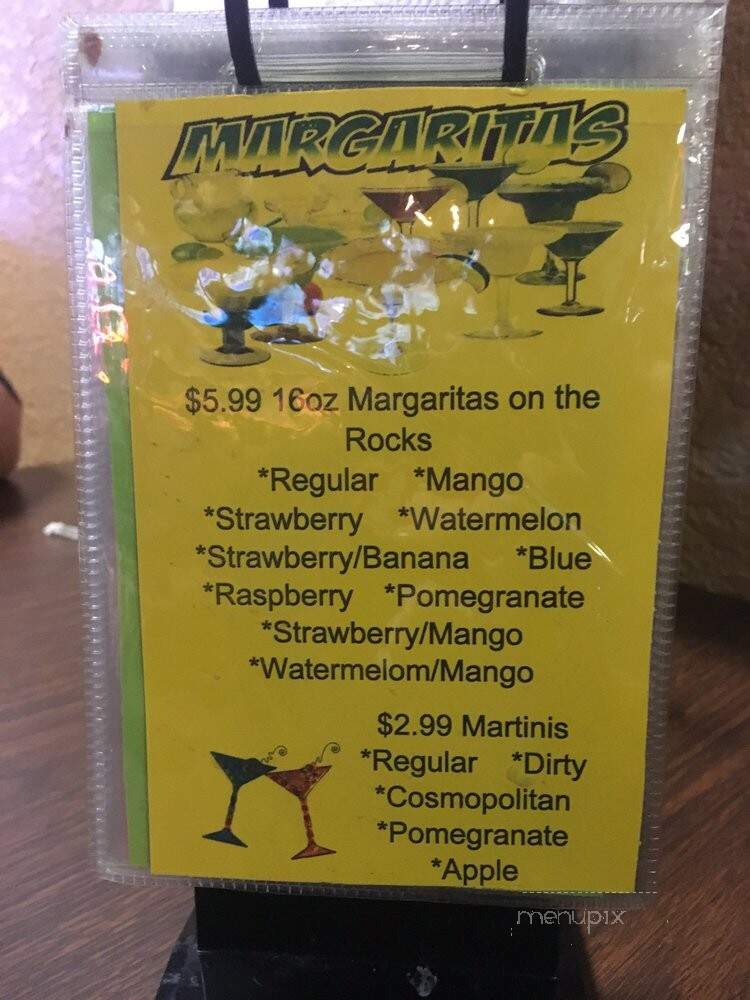 MARGARITAS
$5.99 16oz Margaritas on the
Rocks
*Regular *Mango
*Strawberry *Watermelon
*Strawberry/Banana *Blue
*Raspberry *Pomegranate
*Strawberry/Mango
*Watermelom/Mango
$2.99 Martinis
*Regular *Dirty
*Cosmopolitan
*Pomegranate
*Apple
menupix